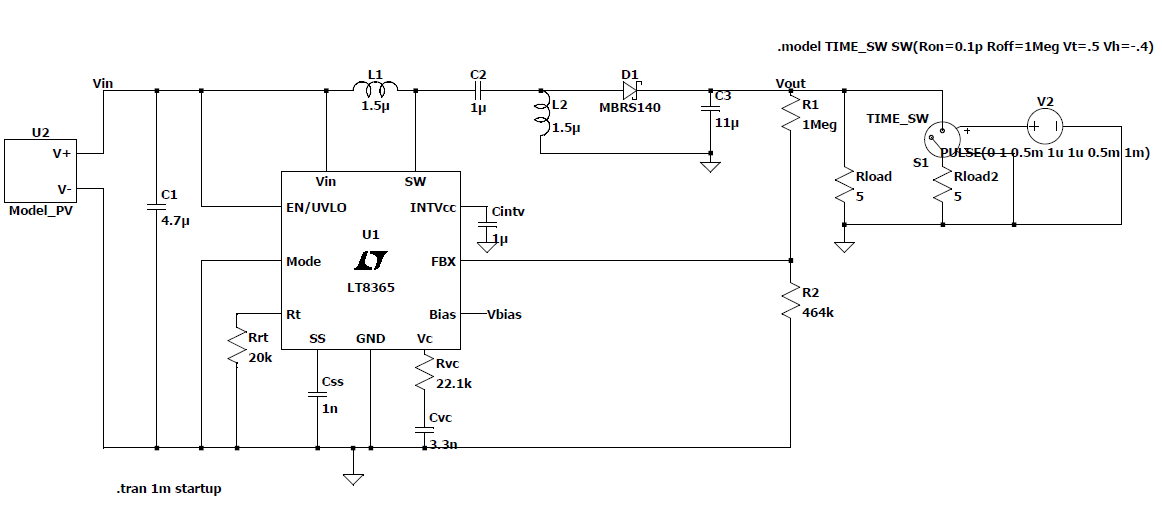 .model TIME_SW SW(Ron=0.1p Roff=1Meg Vt=.5 Vh=-.4)
Vin
L1
1.5µ
C2
1µ
L2
1.5µ
D1
MBRS140
C3
11µ
Vout
R1
1Meg
TIME_SW
S1
V2
PULSE(0 1 0.5m 1u 1u 0.5m 1m)
Rload
5
Rload2
5
U2
V+
V-
Model_PV
C1
4.7µ
Vin
SW
EN/UVLO
INTVcc
Cintv
1µ
U1
LT8365
Mode
FBX
Rt
Bias
Vbias
SS
GND
Vc
R2
464k
Rrt
20k
Css
1n
Rvc
22.1k
Cvc
3.3n
.tran 1m startup